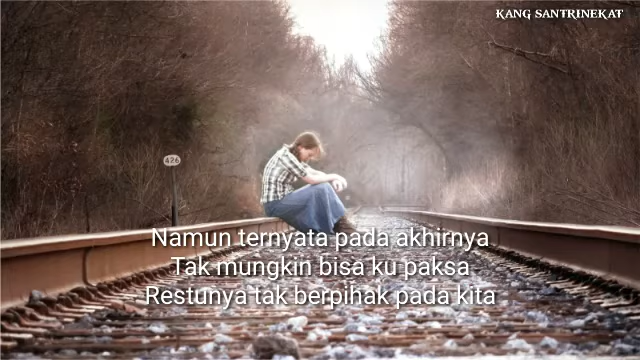 KANG SANTRINEKAT
426
Namun ternyata pada akhirnya
Tak mungkin bisa ku paksa
Restunya tak berpihak pada kita